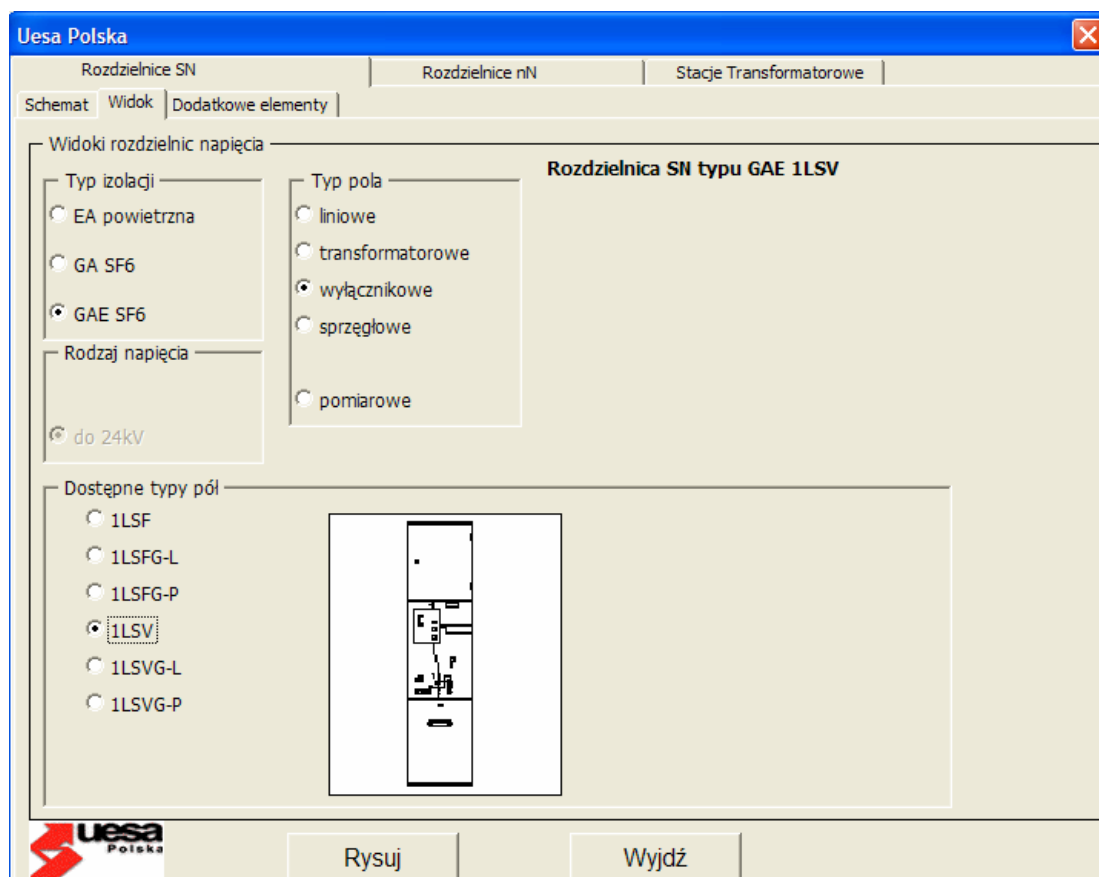 Uesa Polska
Rozdzielnice SN
Rozdzielnice nN
Stacje Transformatorowe
Schemat
Widok
Dodatkowe elementy
Widoki rozdzielnic napięcia
Rozdzielnica SN typu GAE 1LSV
Typ izolacji
EA powietrzna
GA SF6
GAE SF6
Typ pola
liniowe
transformatorowe
wyłącznikowe
sprzęgłowe
pomiarowe
Rodzaj napięcia
do 24kV
Dostępne typy pól
1LSF
1LSFG-L
1LSFG-P
1LSV
1LSVG-L
1LSVG-P
uesa
Polska
Rysuj
Wyjdź